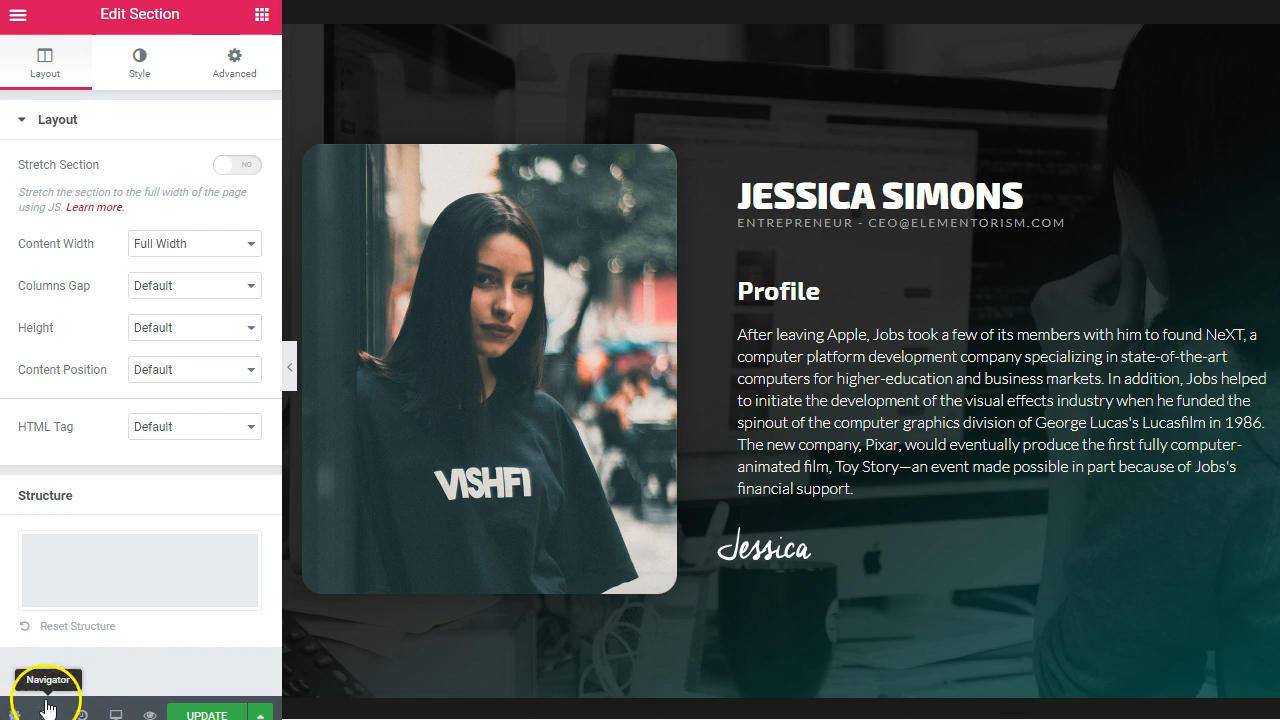 Edit Section
Layout
Style
Advanced
Layout
Stretch Section
NO
Stretch the section to the full width of the page
using JS. Learn more.
Content Width
Full Width
Columns Gap
Default
Height
Default
Content Position
Default
HTML Tag
Default
Structure
Reset Structure
Navigator
UPDATE
VISHFI
JESSICA SIMONS
ENTREPRENEUR - CEO@ELEMENTORISM.COM
Profile
After leaving Apple, Jobs took a few of its members with him to found NeXT, a
computer platform development company specializing in state-of-the-art
computers for higher-education and business markets. In addition, Jobs helped
to initiate the development of the visual effects industry when he funded the
spinout of the computer graphics division of George Lucas's Lucasfilm in 1986.
The new company, Pixar, would eventually produce the first fully computer-
animated film, Toy Story—an event made possible in part because of Jobs's
financial support.
Jessica